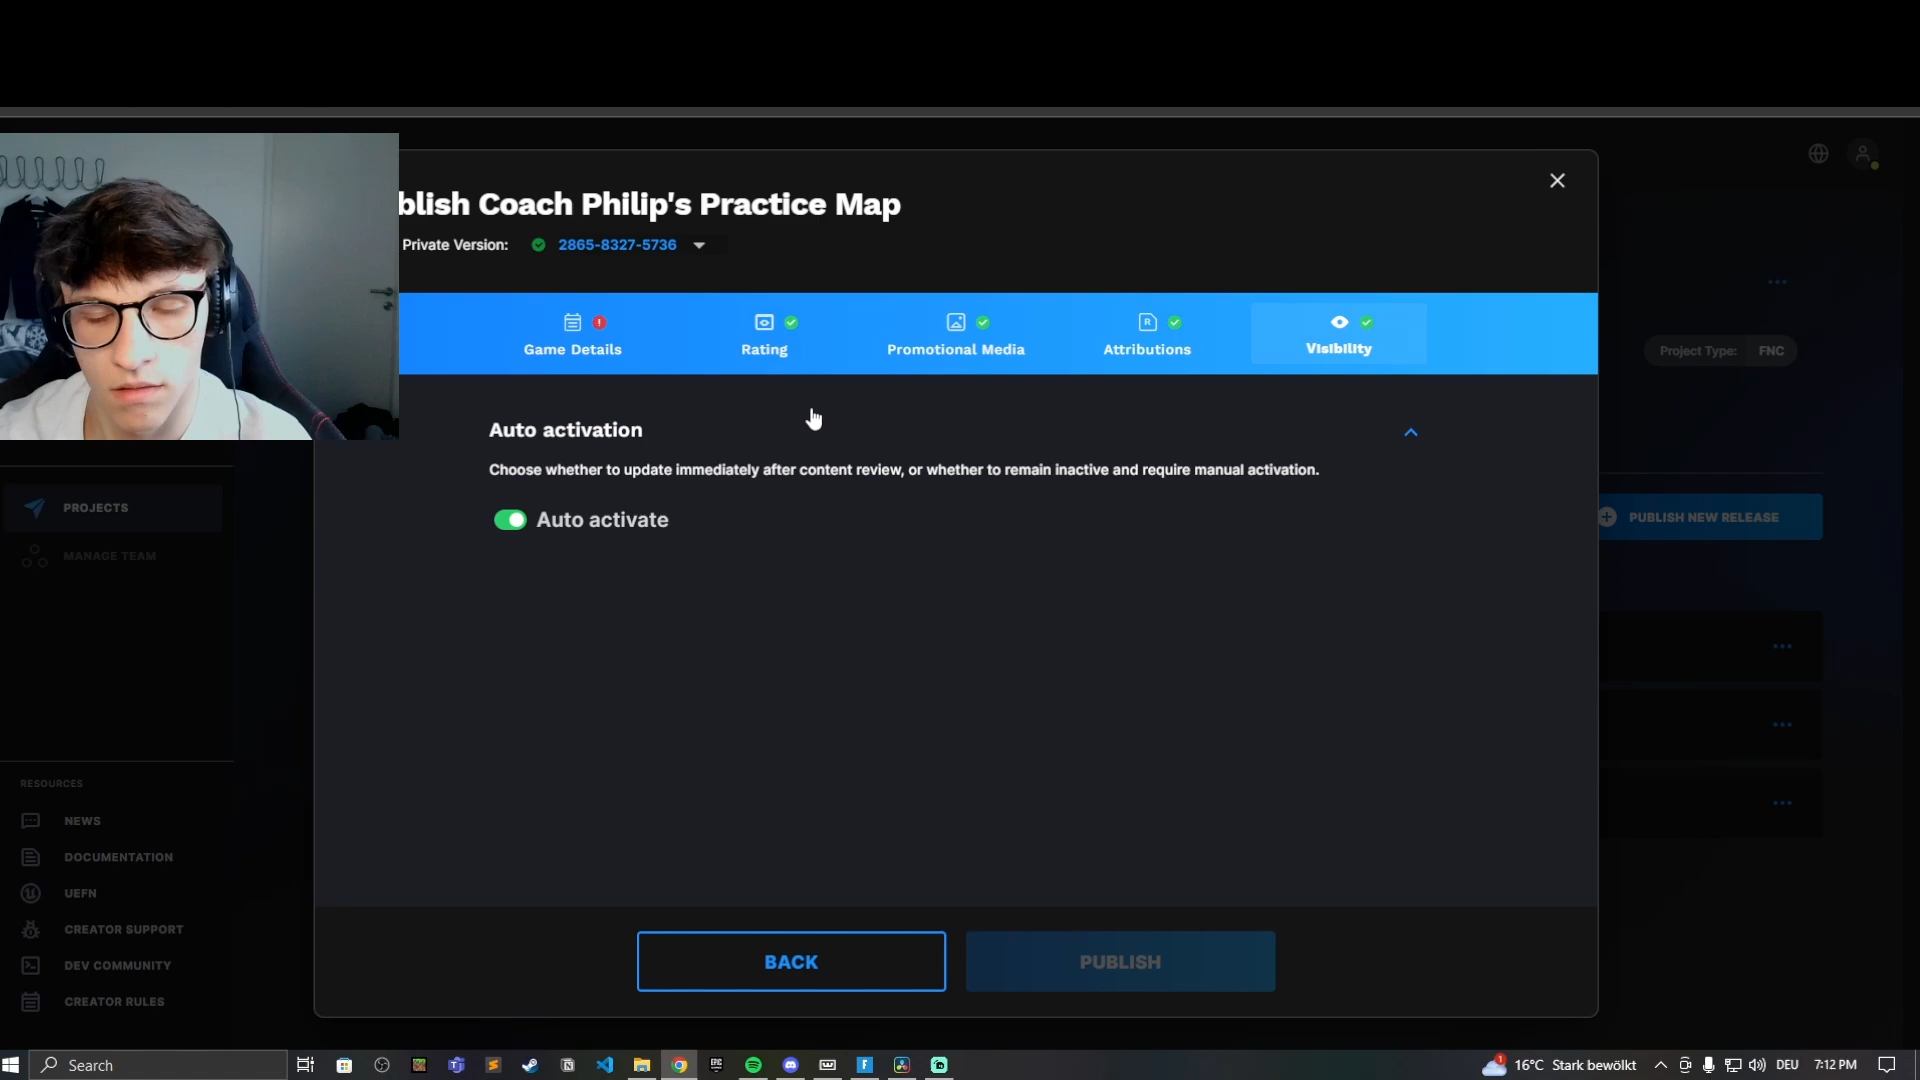 blish Coach Philip's Practice Map
Private Version: 2865-8327-5736
Game Details
Rating
Promotional Media
Attributions
Visibility
Project Type: FNC
Auto activation
Choose whether to update immediately after content review, or whether to remain inactive and require manual activation.
Auto activate
PROJECTS
MANAGE TEAM
PUBLISH NEW RELEASE
RESOURCES
NEWS
DOCUMENTATION
UEFN
CREATOR SUPPORT
DEV COMMUNITY
CREATOR RULES
BACK
PUBLISH
Search
16°C Stark bewölkt
DEU
7:12 PM